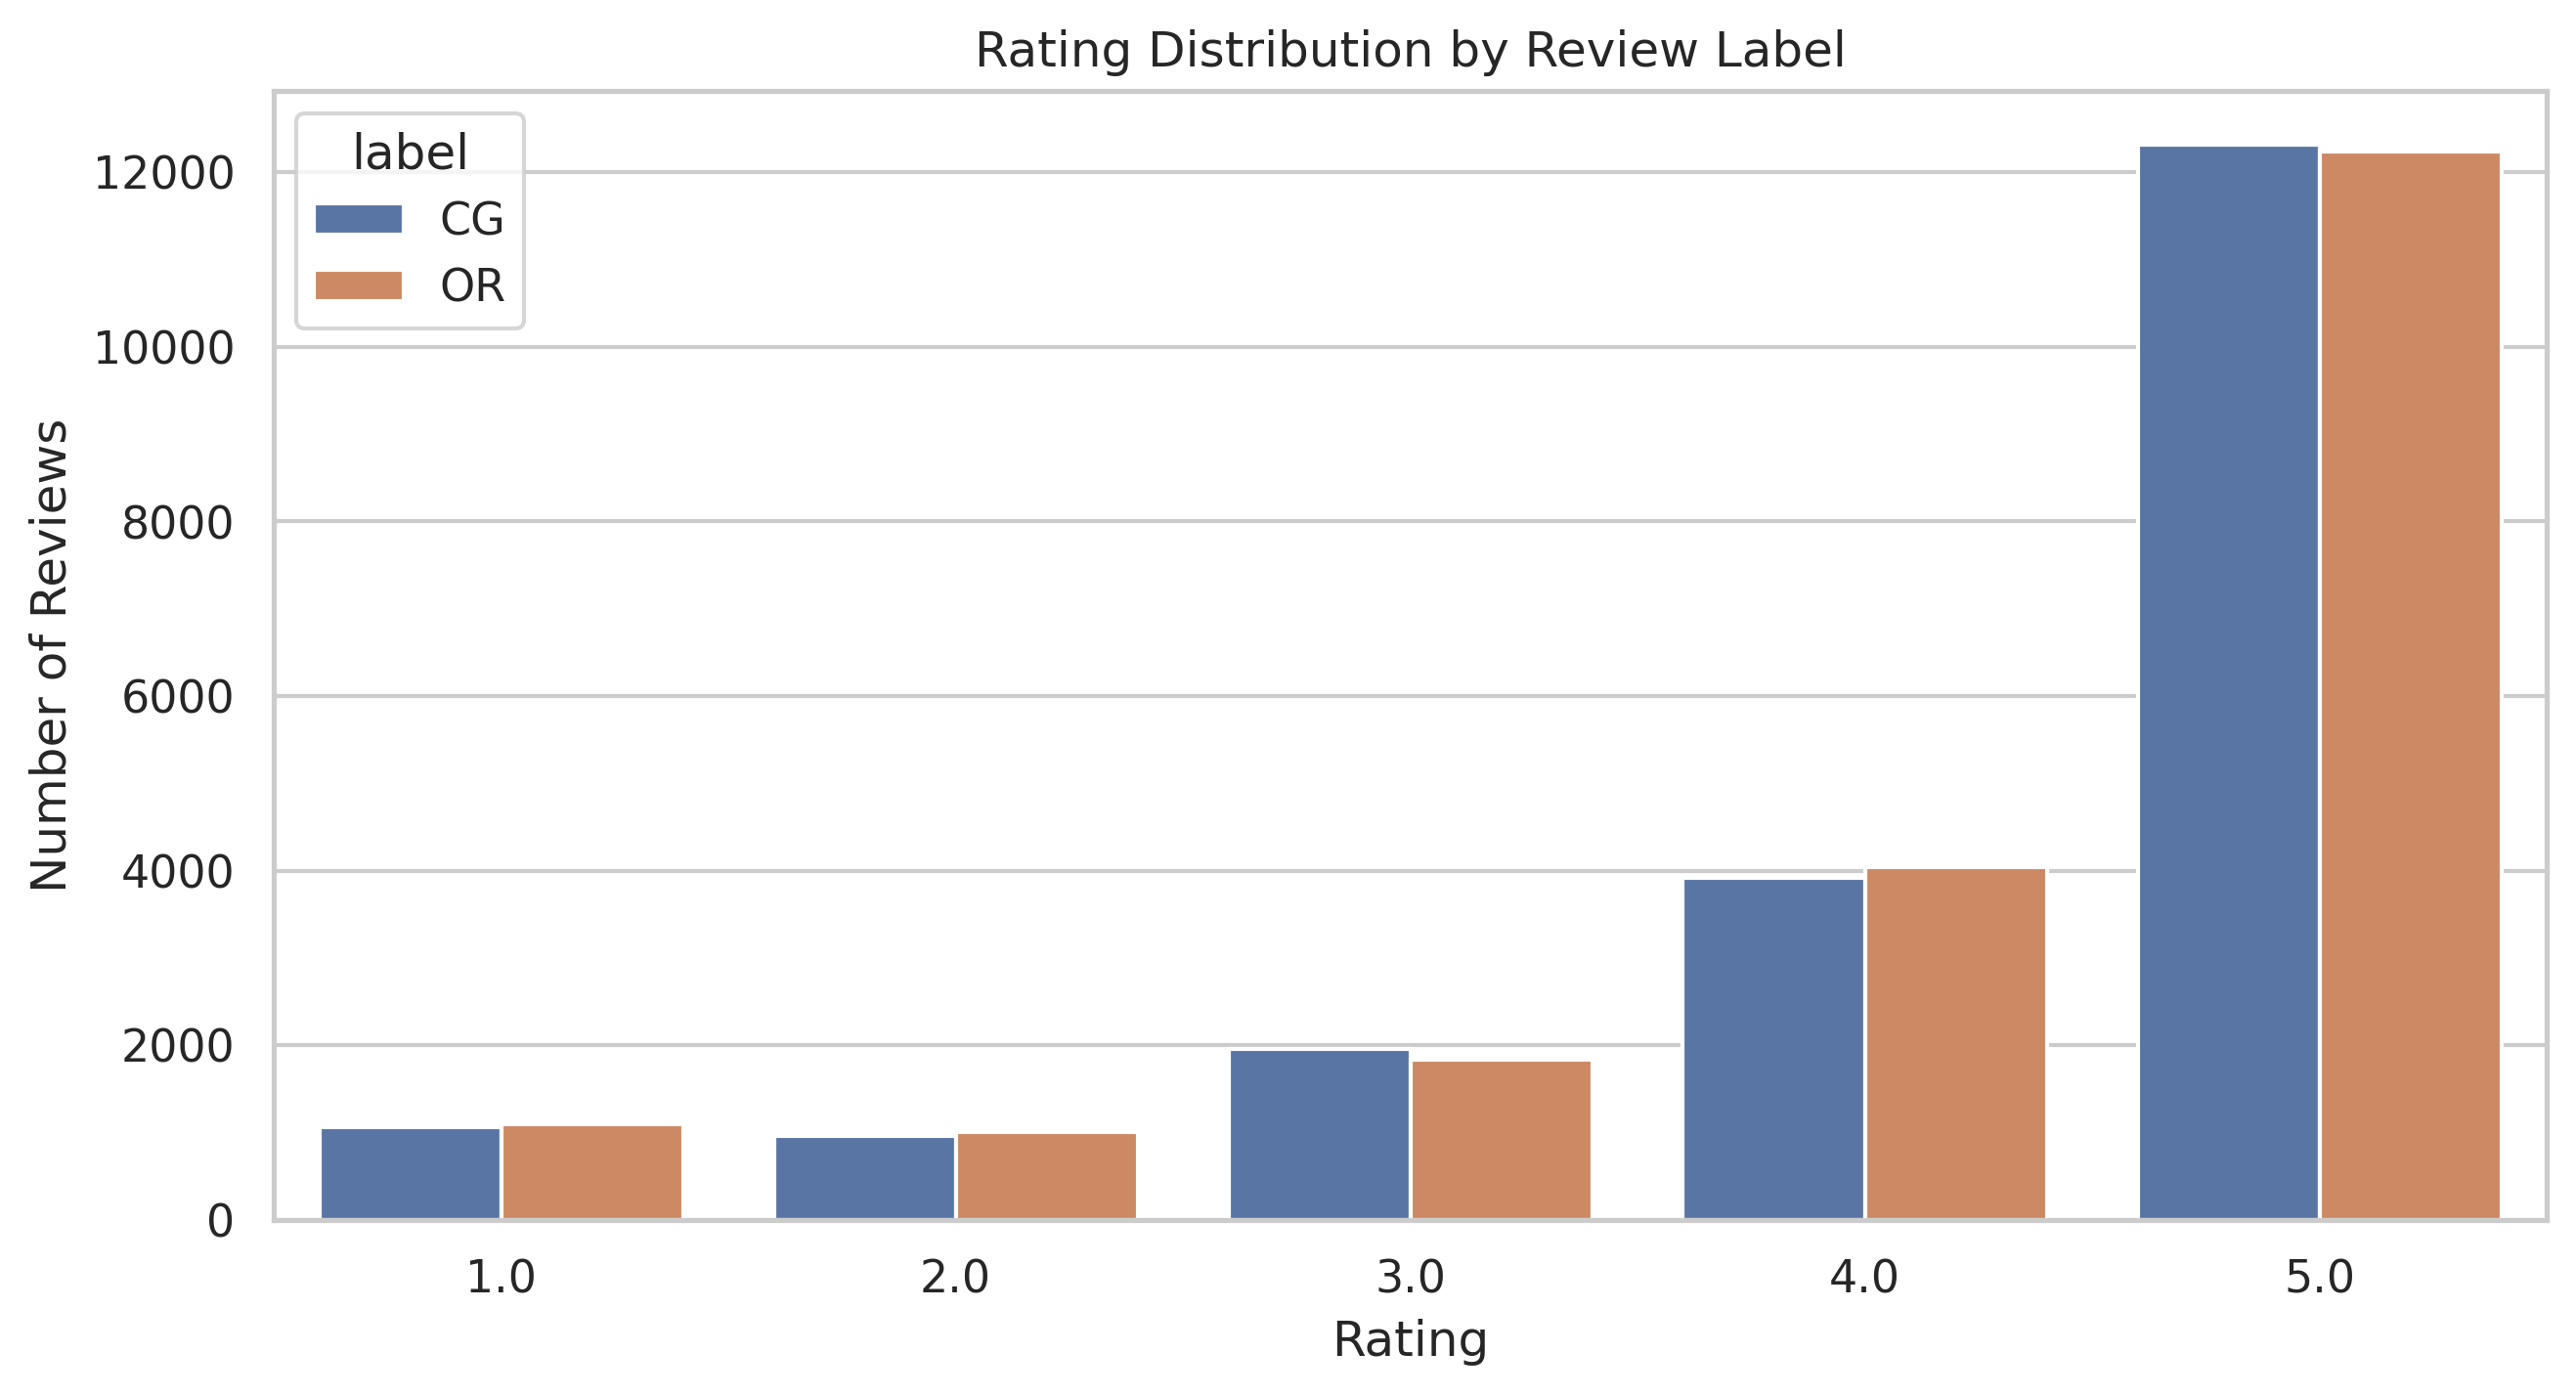 Rating Distribution by Review Label
label
CG
OR
12000
10000
8000
6000
4000
2000
0
Number of Reviews
1.0 2.0 3.0 4.0 5.0
Rating